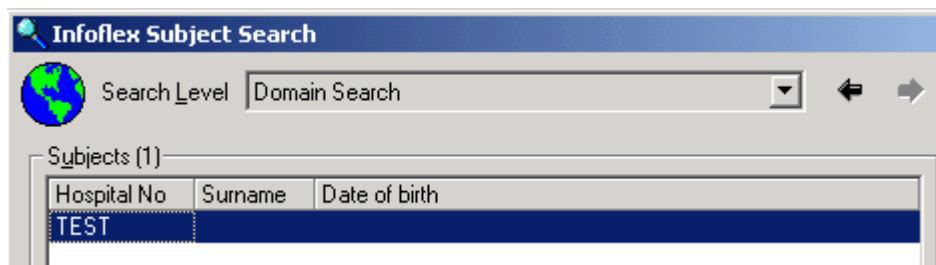 Infoflex Subject Search
Search Level Domain Search
Subjects (1)
Hospital No Surname Date of birth
TEST